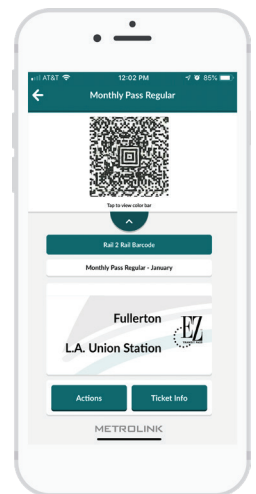 AT&T 12:02 PM 85%
Monthly Pass Regular
Tap to view color bar
Rail 2 Rail Barcode
Monthly Pass Regular - January
Fullerton
EZ
L.A. Union Station
Actions Ticket Info
METROLINK